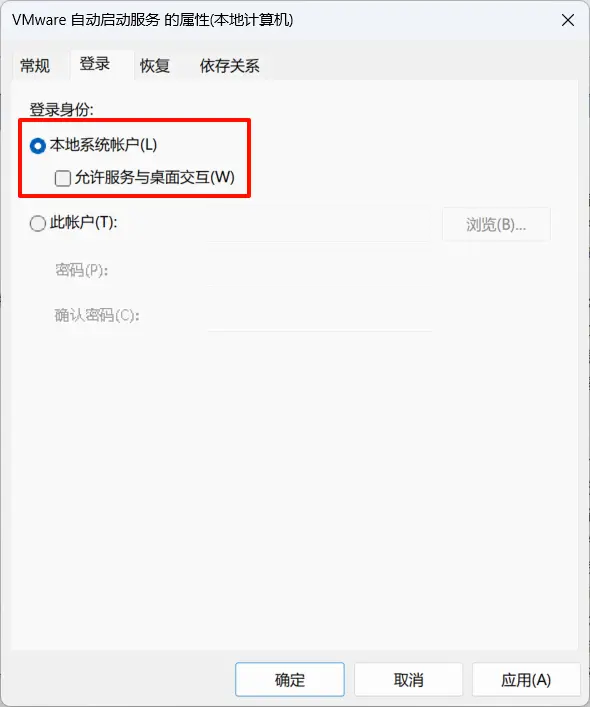 VMware 自动启动服务 的属性(本地计算机)
常规 登录 恢复 依存关系
登录身份:
本地系统帐户(L)
允许服务与桌面交互(W)
此帐户(T): 浏览(B)...
密码(P):
确认密码(C):
确定 取消 应用(A)